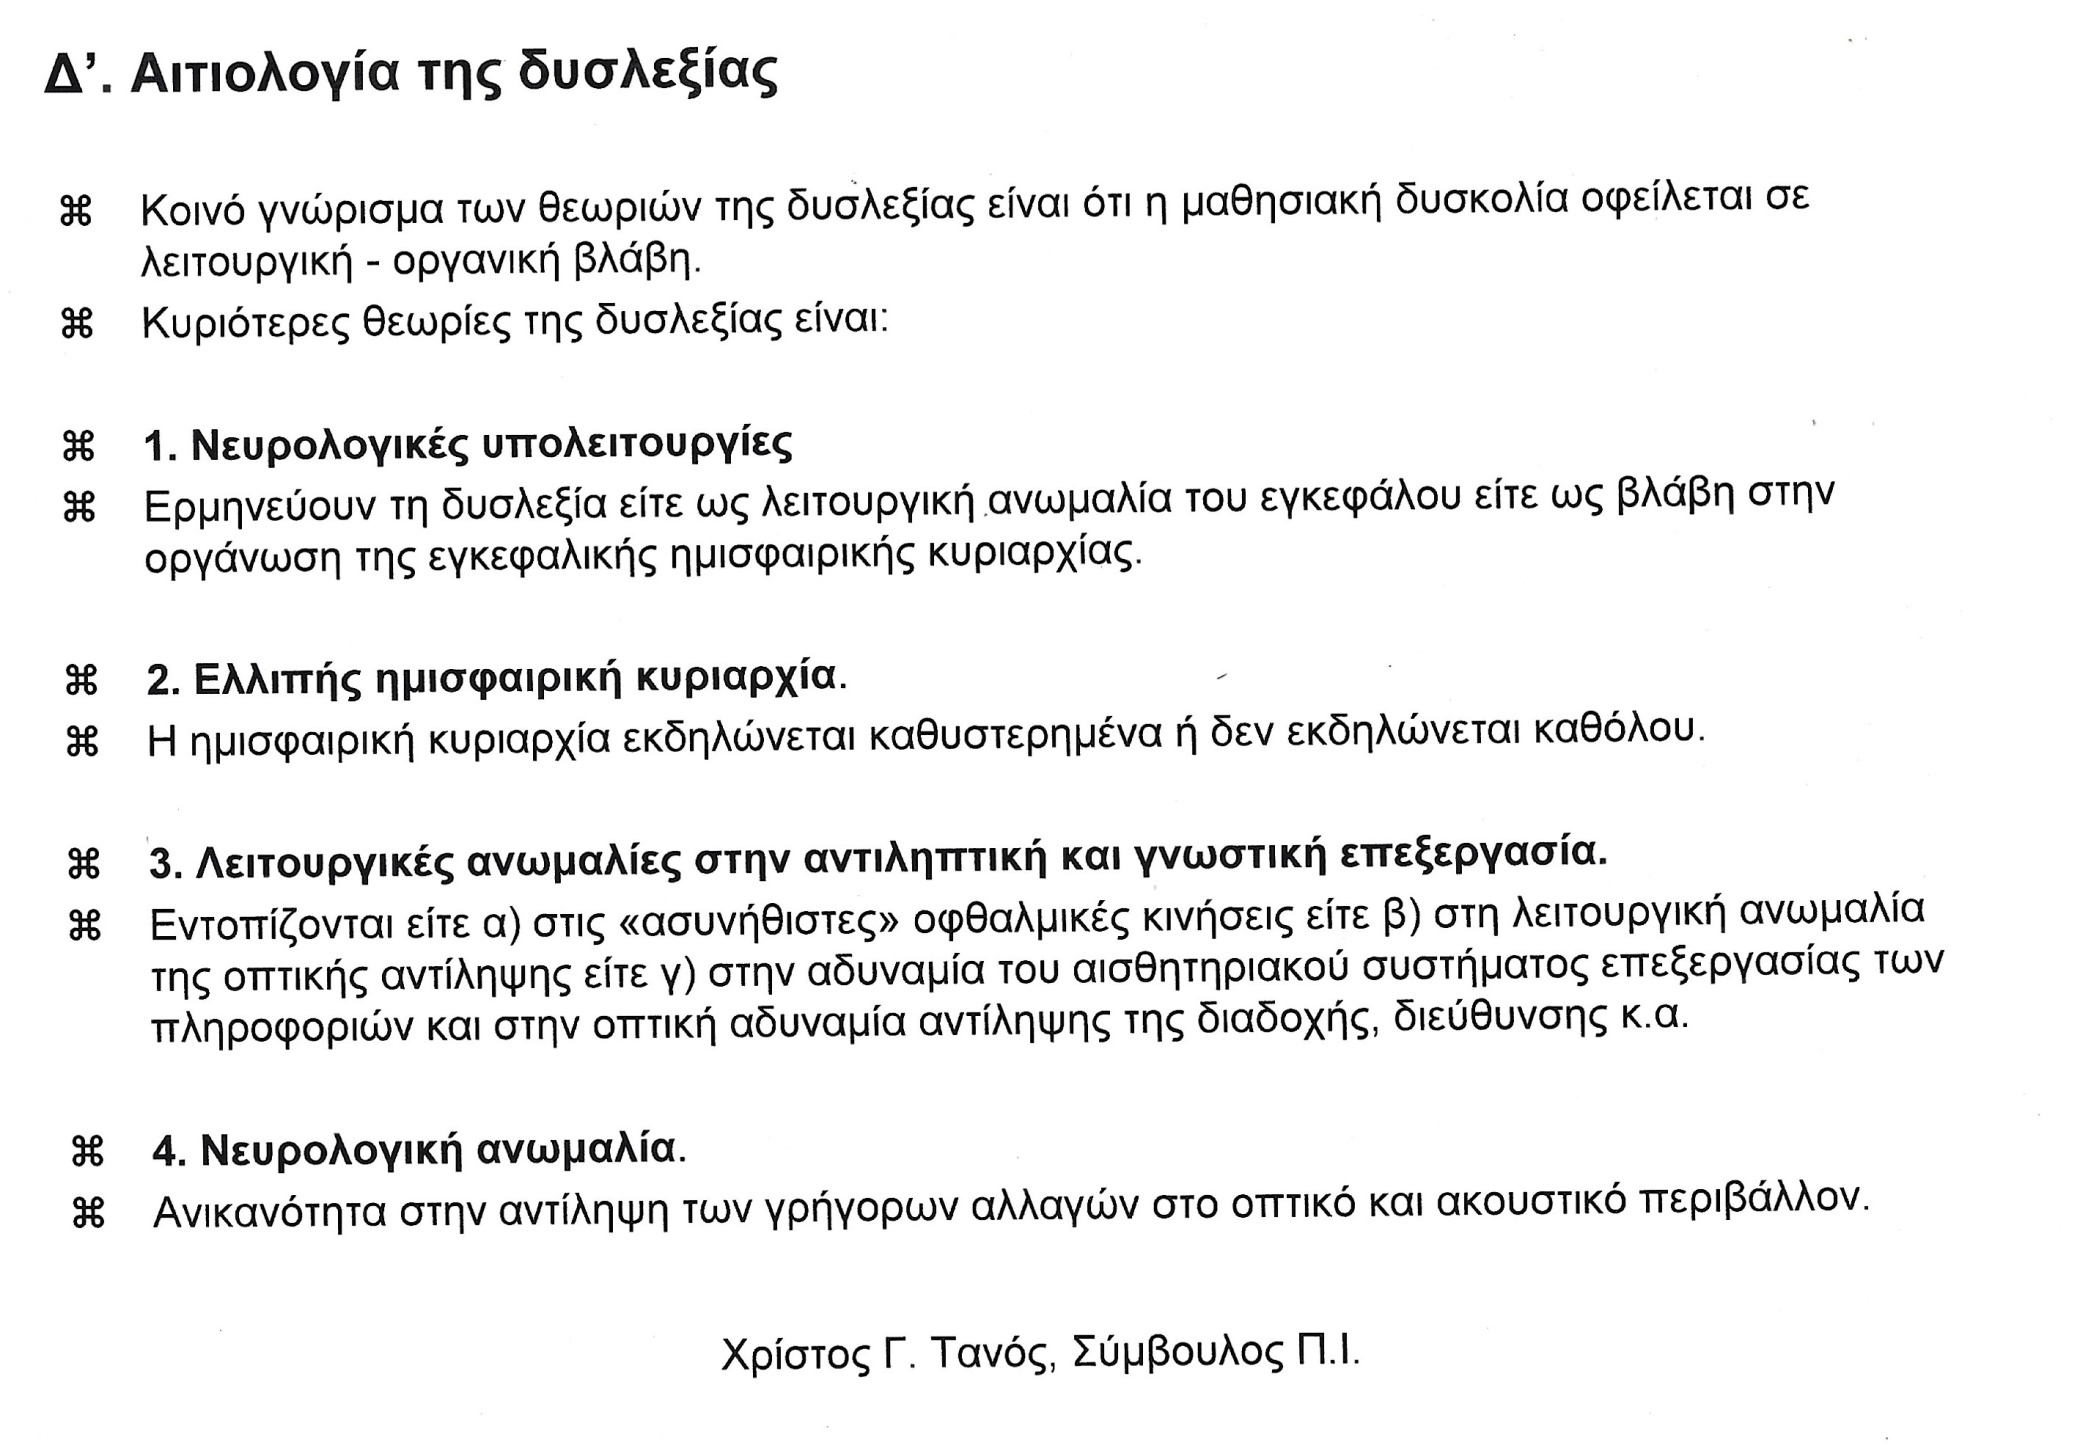 Δ’. Αιτιολογία της δυσλεξίας
⌘ Κοινό γνώρισμα των θεωριών της δυσλεξίας είναι ότι η μαθησιακή δυσκολία οφείλεται σε
λειτουργική - οργανική βλάβη.
⌘ Κυριότερες θεωρίες της δυσλεξίας είναι:
⌘ 1. Νευρολογικές υπολειτουργίες
⌘ Ερμηνεύουν τη δυσλεξία είτε ως λειτουργική ανωμαλία του εγκεφάλου είτε ως βλάβη στην
οργάνωση της εγκεφαλικής ημισφαιρικής κυριαρχίας.
⌘ 2. Ελλιπής ημισφαιρική κυριαρχία.
⌘ Η ημισφαιρική κυριαρχία εκδηλώνεται καθυστερημένα ή δεν εκδηλώνεται καθόλου.
⌘ 3. Λειτουργικές ανωμαλίες στην αντιληπτική και γνωστική επεξεργασία.
⌘ Εντοπίζονται είτε α) στις «ασυνήθιστες» οφθαλμικές κινήσεις είτε β) στη λειτουργική ανωμαλία
της οπτικής αντίληψης είτε γ) στην αδυναμία του αισθητηριακού συστήματος επεξεργασίας των
πληροφοριών και στην οπτική αδυναμία αντίληψης της διαδοχής, διεύθυνσης κ.α.
⌘ 4. Νευρολογική ανωμαλία.
⌘ Ανικανότητα στην αντίληψη των γρήγορων αλλαγών στο οπτικό και ακουστικό περιβάλλον.
Χρίστος Γ. Τανός, Σύμβουλος Π.Ι.